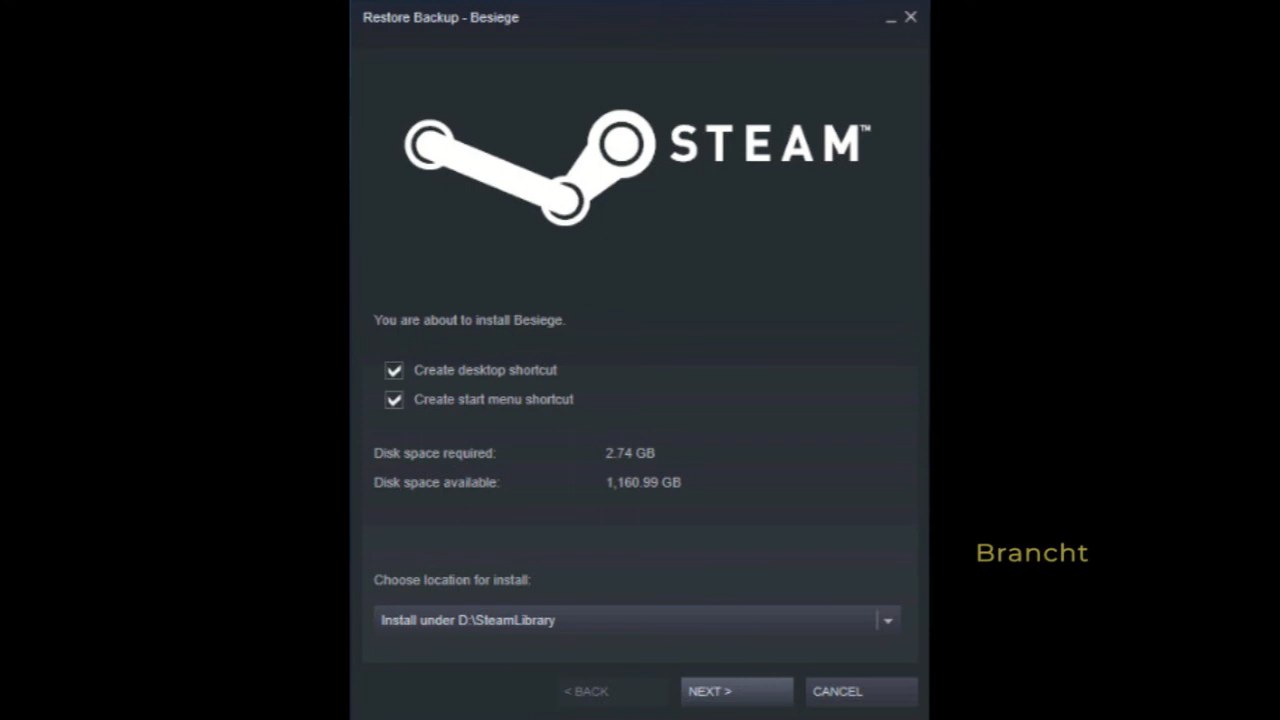 Restore Backup - Besiege
STEAM™
You are about to install Besiege.
Create desktop shortcut
Create start menu shortcut
Disk space required: 2.74 GB
Disk space available: 1,160.99 GB
Brancht
Choose location for install:
Install under D:\SteamLibrary
< BACK NEXT > CANCEL